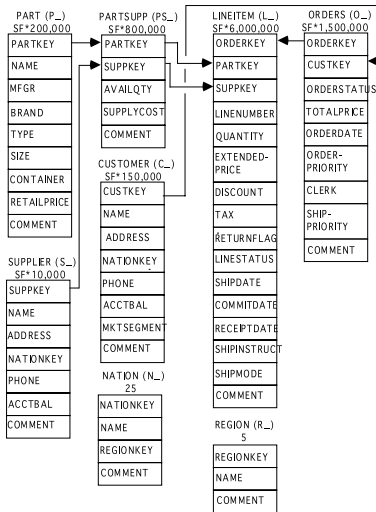 PART (P_)
SF*200,000
PARTKEY
NAME
MFGR
BRAND
TYPE
SIZE
CONTAINER
RETAILPRICE
COMMENT
SUPPLIER (S_)
SF*10,000
SUPPKEY
NAME
ADDRESS
NATIONKEY
PHONE
ACCTBAL
COMMENT
PARTSUPP (PS_)
SF*800,000
PARTKEY
SUPPKEY
AVAILQTY
SUPPLYCOST
COMMENT
CUSTOMER (C_)
SF*150,000
CUSTKEY
NAME
ADDRESS
NATIONKEY
PHONE
ACCTBAL
MKTSEGMENT
COMMENT
NATION (N_)
25
NATIONKEY
NAME
REGIONKEY
COMMENT
LINEITEM (L_)
SF*6,000,000
ORDERKEY
PARTKEY
SUPPKEY
LINENUMBER
QUANTITY
EXTENDED-
PRICE
DISCOUNT
TAX
RETURNFLAG
LINESTATUS
SHIPDATE
COMMITDATE
RECEIPTDATE
SHIPINSTRUCT
SHIPMODE
COMMENT
REGION (R_)
5
REGIONKEY
NAME
COMMENT
ORDERS (O_)
SF*1,500,000
ORDERKEY
CUSTKEY
ORDERSTATUS
TOTALPRICE
ORDERDATE
ORDER-
PRIORITY
CLERK
SHIP-
PRIORITY
COMMENT